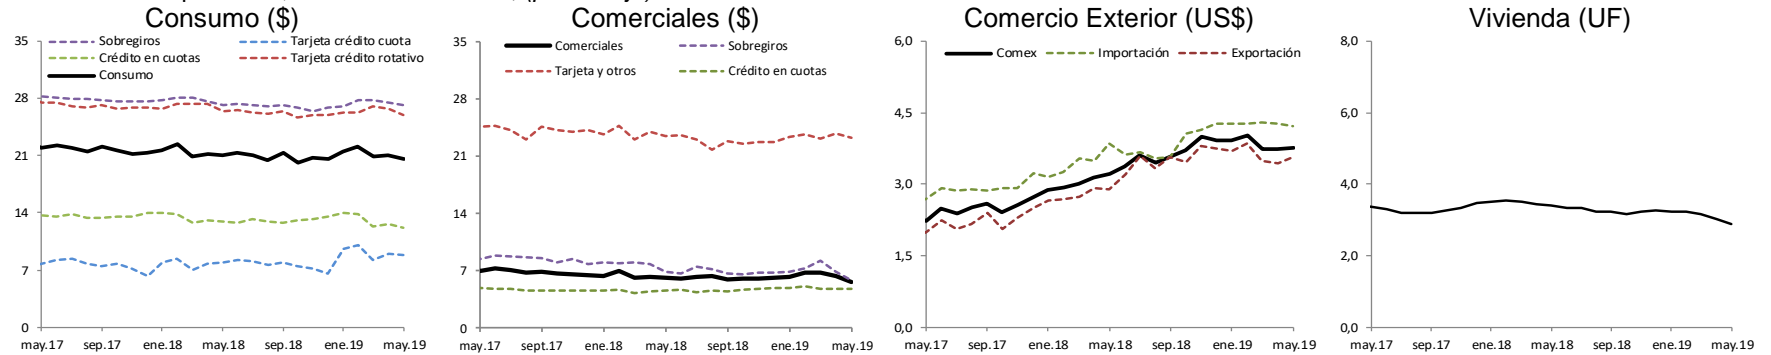 Consumo ($)
35
28
21
14
7
0
Sobregiros
Tarjeta crédito cuota
Crédito en cuotas
Tarjeta crédito rotativo
Consumo
may.17 sep.17 ene.18 may.18 sep.18 ene.19 may.19
Comerciales ($)
35
28
21
14
7
0
Comerciales
Sobregiros
Tarjeta y otros
Crédito en cuotas
may.17 sept.17 ene.18 may.18 sept.18 ene.19 may.19
Comercio Exterior (US$)
6,0
4,5
3,0
1,5
0,0
Comex
Importación
Exportación
may.17 sep.17 ene.18 may.18 sep.18 ene.19 may.19
Vivienda (UF)
8,0
6,0
4,0
2,0
0,0
may.17 sep.17 ene.18 may.18 sep.18 ene.19 may.19